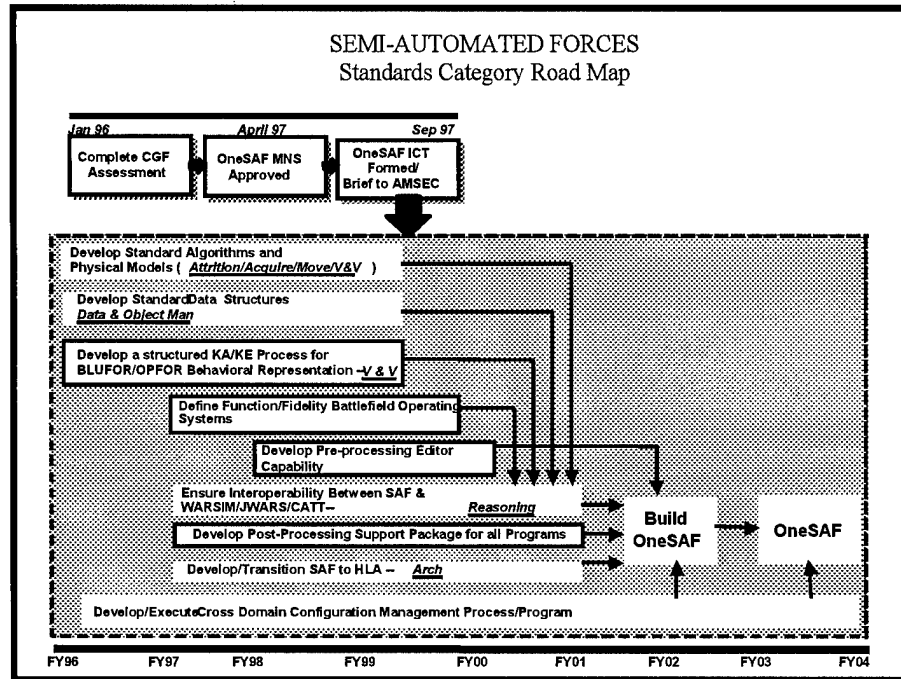 SEMI-AUTOMATED FORCES
Standards Category Road Map
Jan 96 April 97 Sep 97
Complete CGF
Assessment
OneSAF MNS
Approved
OneSAF ICT
Formed/
Brief to AMSEC
Develop Standard Algorithms and
Physical Models ( Attrition/Acquire/Move/V&V )
Develop StandardData Structures
Data & Object Man
Develop a structured KA/KE Process for
BLUFOR/OPFOR Behavioral Representation --V & V
Define Function/Fidelity Battlefield Operating
Systems
Develop Pre-processing Editor
Capability
Ensure Interoperability Between SAF &
WARSIM/JWARS/CATT-- Reasoning
Develop Post-Processing Support Package for all Programs
Develop/Transition SAF to HLA -- Arch
Build
OneSAF
OneSAF
Develop/ExecuteCross Domain Configuration Management Process/Program
FY96 FY97 FY98 FY99 FY00 FY01 FY02 FY03 FY04